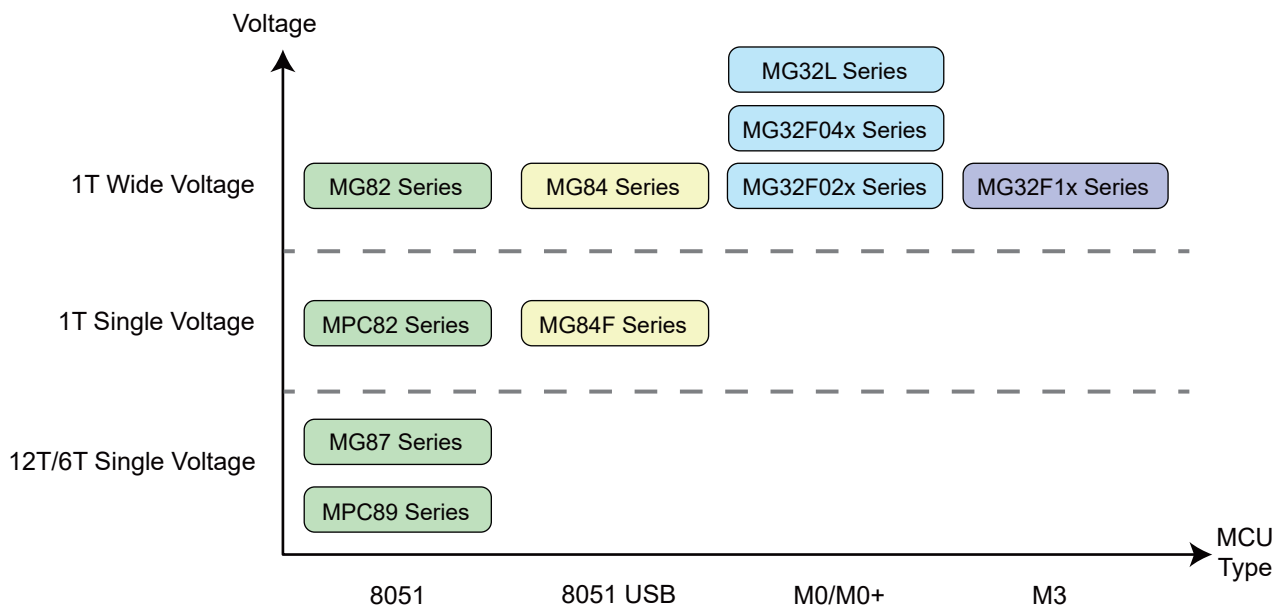 Voltage
MG32L Series
MG32F04x Series
1T Wide Voltage
MG82 Series
MG84 Series
MG32F02x Series
MG32F1x Series
1T Single Voltage
MPC82 Series
MG84F Series
MG87 Series
12T/6T Single Voltage
MPC89 Series
MCU
Type
8051
8051 USB
M0/M0+
M3